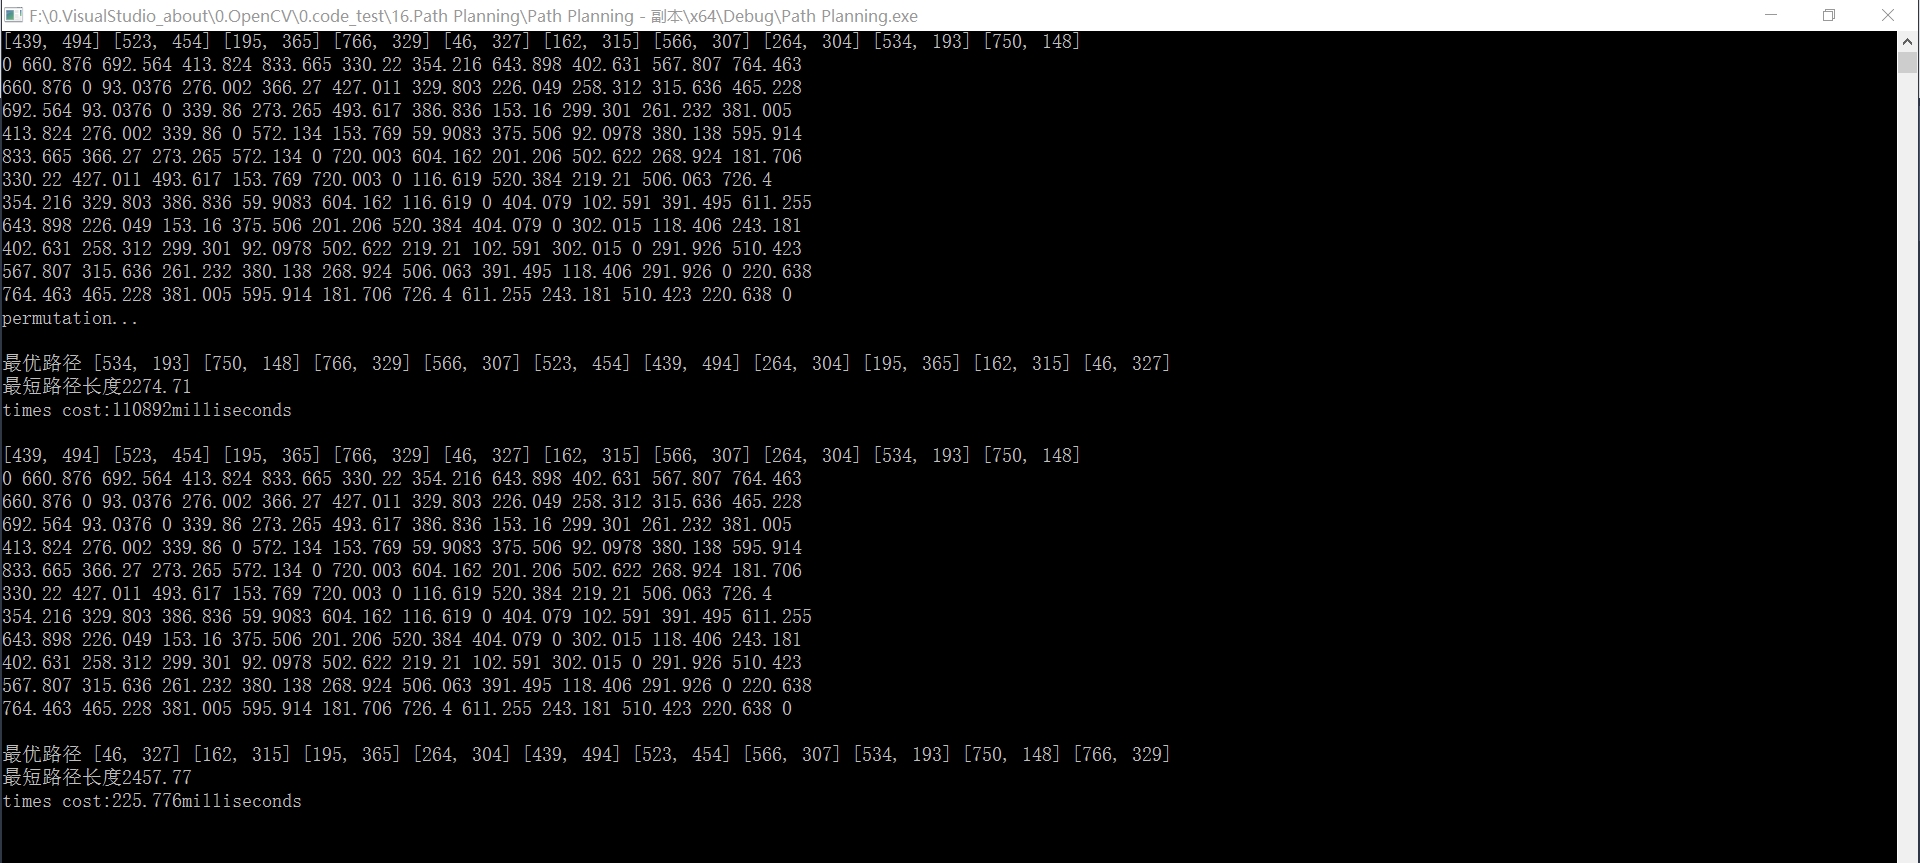 F:\0.VisualStudio_about\0.OpenCV\0.code_test\16.Path Planning\Path Planning - 副本\x64\Debug\Path Planning.exe
[439, 494] [523, 454] [195, 365] [766, 329] [46, 327] [162, 315] [566, 307] [264, 304] [534, 193] [750, 148]
0 660.876 692.564 413.824 833.665 330.22 354.216 643.898 402.631 567.807 764.463
660.876 0 93.0376 276.002 366.27 427.011 329.803 226.049 258.312 315.636 465.228
692.564 93.0376 0 339.86 273.265 493.617 386.836 153.16 299.301 261.232 381.005
413.824 276.002 339.86 0 572.134 153.769 59.9083 375.506 92.0978 380.138 595.914
833.665 366.27 273.265 572.134 0 720.003 604.162 201.206 502.622 268.924 181.706
330.22 427.011 493.617 153.769 720.003 0 116.619 520.384 219.21 506.063 726.4
354.216 329.803 386.836 59.9083 604.162 116.619 0 404.079 102.591 391.495 611.255
643.898 226.049 153.16 375.506 201.206 520.384 404.079 0 302.015 118.406 243.181
402.631 258.312 299.301 92.0978 502.622 219.21 102.591 302.015 0 291.926 510.423
567.807 315.636 261.232 380.138 268.924 506.063 391.495 118.406 291.926 0 220.638
764.463 465.228 381.005 595.914 181.706 726.4 611.255 243.181 510.423 220.638 0
permutation...
最优路径 [534, 193] [750, 148] [766, 329] [566, 307] [523, 454] [439, 494] [264, 304] [195, 365] [162, 315] [46, 327]
最短路径长度2274.71
times cost:110892milliseconds
[439, 494] [523, 454] [195, 365] [766, 329] [46, 327] [162, 315] [566, 307] [264, 304] [534, 193] [750, 148]
0 660.876 692.564 413.824 833.665 330.22 354.216 643.898 402.631 567.807 764.463
660.876 0 93.0376 276.002 366.27 427.011 329.803 226.049 258.312 315.636 465.228
692.564 93.0376 0 339.86 273.265 493.617 386.836 153.16 299.301 261.232 381.005
413.824 276.002 339.86 0 572.134 153.769 59.9083 375.506 92.0978 380.138 595.914
833.665 366.27 273.265 572.134 0 720.003 604.162 201.206 502.622 268.924 181.706
330.22 427.011 493.617 153.769 720.003 0 116.619 520.384 219.21 506.063 726.4
354.216 329.803 386.836 59.9083 604.162 116.619 0 404.079 102.591 391.495 611.255
643.898 226.049 153.16 375.506 201.206 520.384 404.079 0 302.015 118.406 243.181
402.631 258.312 299.301 92.0978 502.622 219.21 102.591 302.015 0 291.926 510.423
567.807 315.636 261.232 380.138 268.924 506.063 391.495 118.406 291.926 0 220.638
764.463 465.228 381.005 595.914 181.706 726.4 611.255 243.181 510.423 220.638 0
最优路径 [46, 327] [162, 315] [195, 365] [264, 304] [439, 494] [523, 454] [566, 307] [534, 193] [750, 148] [766, 329]
最短路径长度2457.77
times cost:225.776milliseconds